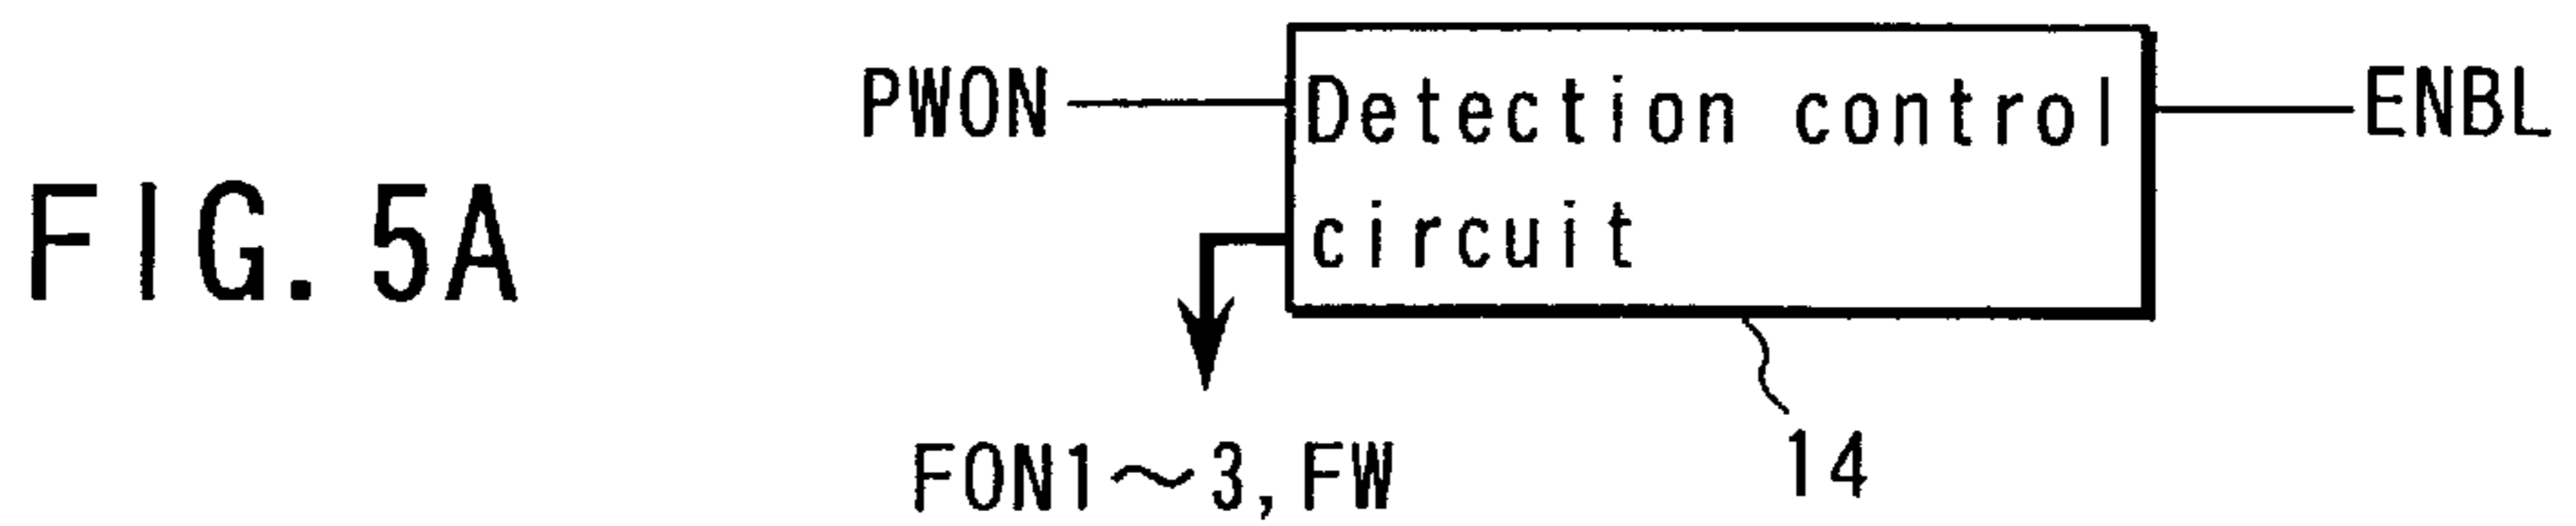 FIG. 5A
PWON
Detection control
circuit
ENBL
FON1～3, FW
14